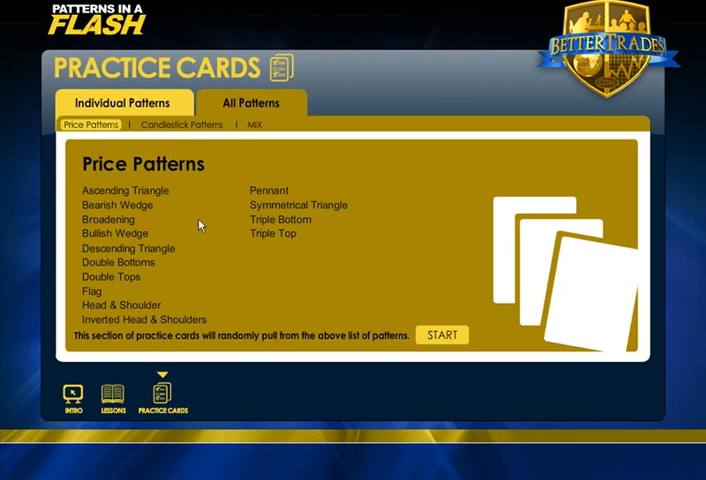 PATTERNS IN A
FLASH
BETTERTRADES
.COM
PRACTICE CARDS
Individual Patterns
All Patterns
Price Patterns | Candlestick Patterns | MIX
Price Patterns
Ascending Triangle
Bearish Wedge
Broadening
Bullish Wedge
Descending Triangle
Double Bottoms
Double Tops
Flag
Head & Shoulder
Inverted Head & Shoulders
Pennant
Symmetrical Triangle
Triple Bottom
Triple Top
This section of practice cards will randomly pull from the above list of patterns.
START
INTRO
LESSONS
PRACTICE CARDS